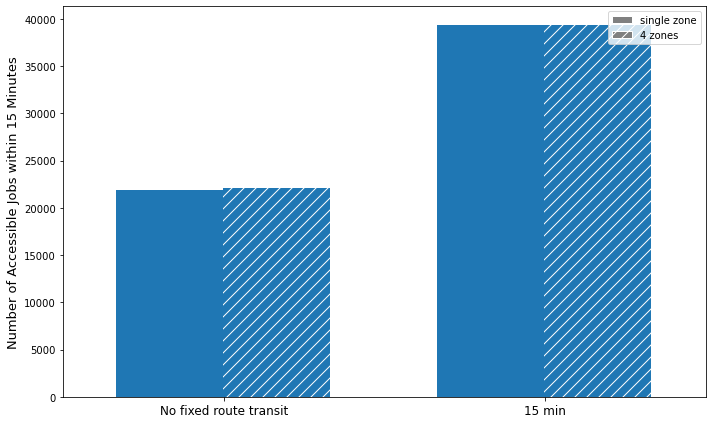 Number of Accessible Jobs within 15 Minutes
40000
35000
30000
25000
20000
15000
10000
5000
0
No fixed route transit
15 min
single zone
4 zones